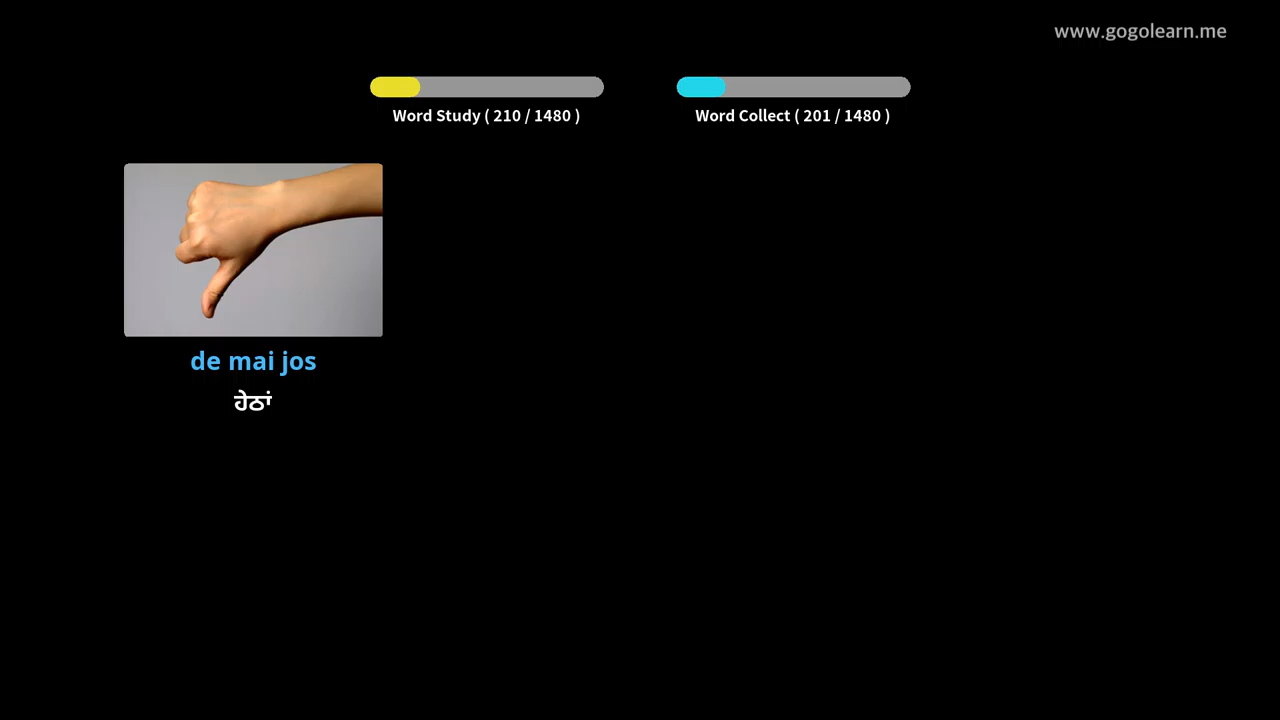 www.gogolearn.me
Word Study ( 210 / 1480 )
Word Collect ( 201 / 1480 )
de mai jos
ਹੇਠਾਂ